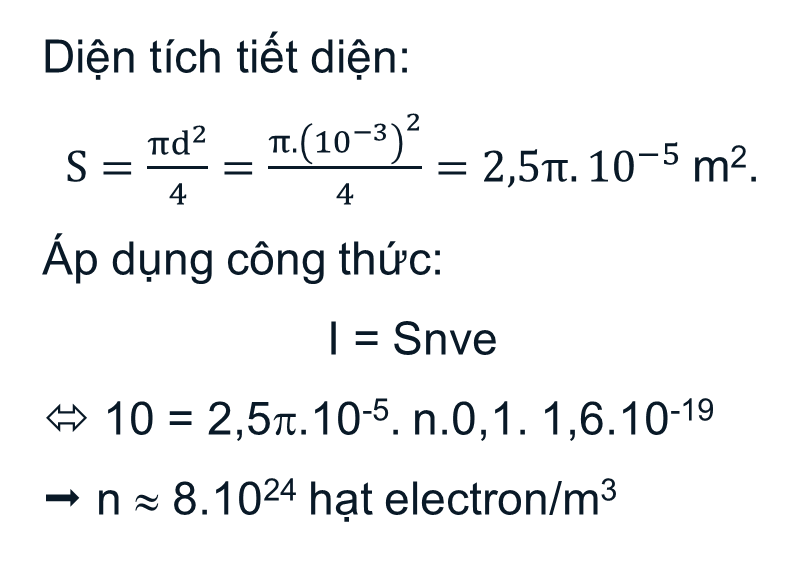 Diện tích tiết diện:
S = πd²/4 = π.(10⁻³)²/4 = 2,5π. 10⁻⁵ m².
Áp dụng công thức:
I = Snve
⬄ 10 = 2,5π.10⁻⁵. n.0,1. 1,6.10⁻¹⁹
➞ n ≈ 8.10²⁴ hạt electron/m³